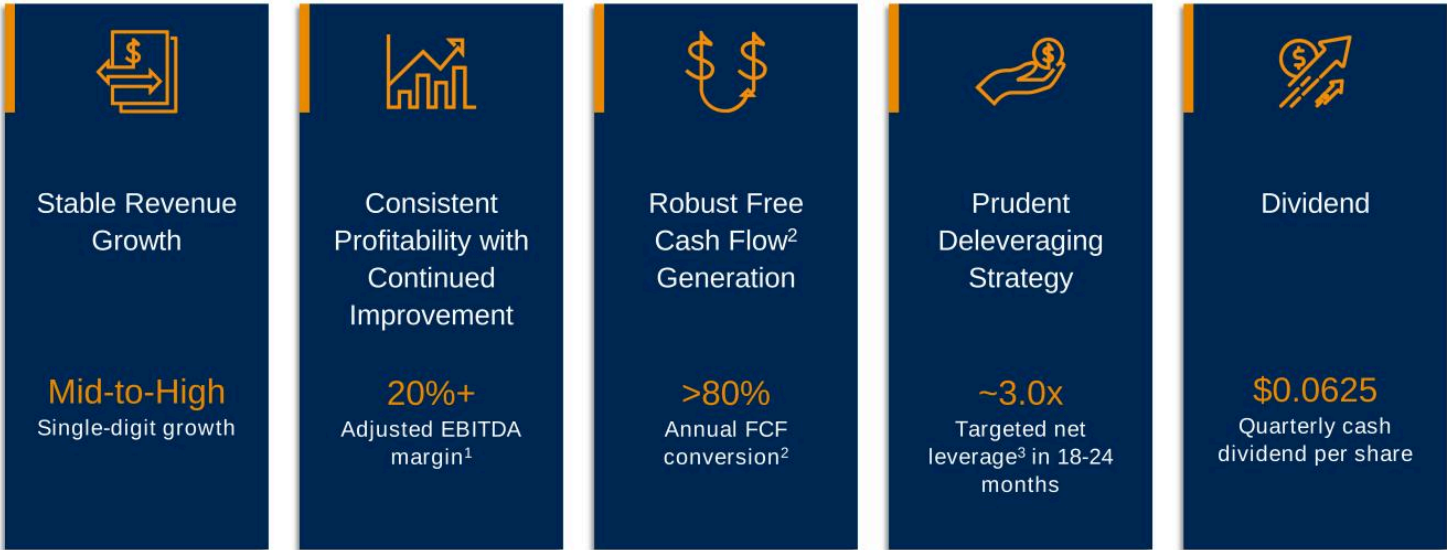 Stable Revenue
Growth
Mid-to-High
Single-digit growth
Consistent
Profitability with
Continued
Improvement
20%+
Adjusted EBITDA
margin¹
Robust Free
Cash Flow²
Generation
>80%
Annual FCF
conversion²
Prudent
Deleveraging
Strategy
~3.0x
Targeted net
leverage³ in 18-24
months
Dividend
$0.0625
Quarterly cash
dividend per share